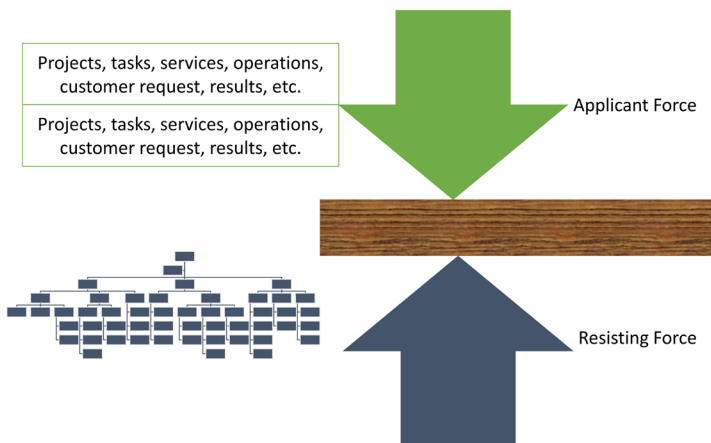 Projects, tasks, services, operations,
customer request, results, etc.
Projects, tasks, services, operations,
customer request, results, etc.
Applicant Force
Resisting Force